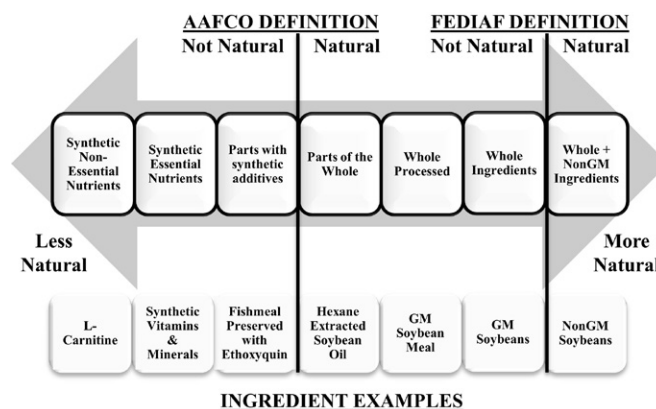 AAFCO DEFINITION
Not Natural
Natural
FEDIAF DEFINITION
Not Natural
Natural
Synthetic
Non-
Essential
Nutrients
Synthetic
Essential
Nutrients
Parts with
synthetic
additives
Parts of the
Whole
Whole
Processed
Whole
Ingredients
Whole +
NonGM
Ingredients
Less
Natural
More
Natural
L-
Carnitine
Synthetic
Vitamins
&
Minerals
Fishmeal
Preserved
with
Ethoxyquin
Hexane
Extracted
Soybean
Oil
GM
Soybean
Meal
GM
Soybeans
NonGM
Soybeans
INGREDIENT EXAMPLES